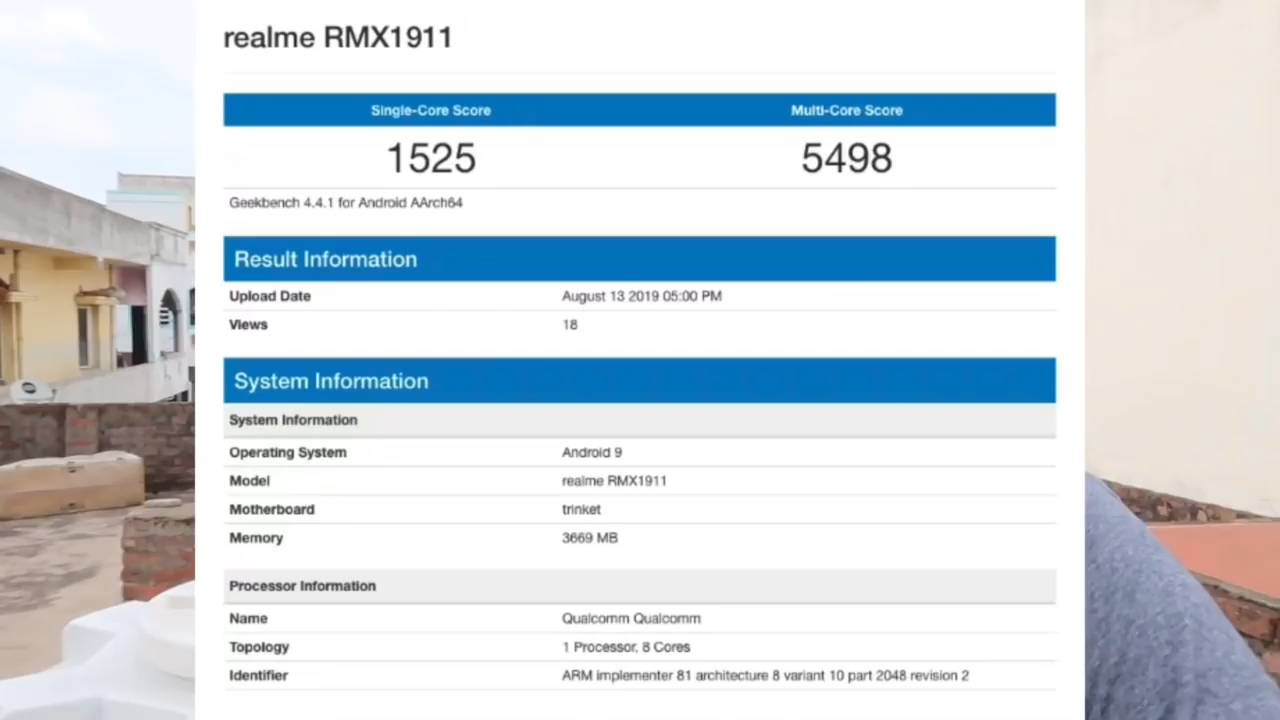 realme RMX1911
Single-Core Score Multi-Core Score
1525 5498
Geekbench 4.4.1 for Android AArch64
Result Information
Upload Date August 13 2019 05:00 PM
Views 18
System Information
System Information
Operating System Android 9
Model realme RMX1911
Motherboard trinket
Memory 3669 MB
Processor Information
Name Qualcomm Qualcomm
Topology 1 Processor, 8 Cores
Identifier ARM implementer 81 architecture 8 variant 10 part 2048 revision 2